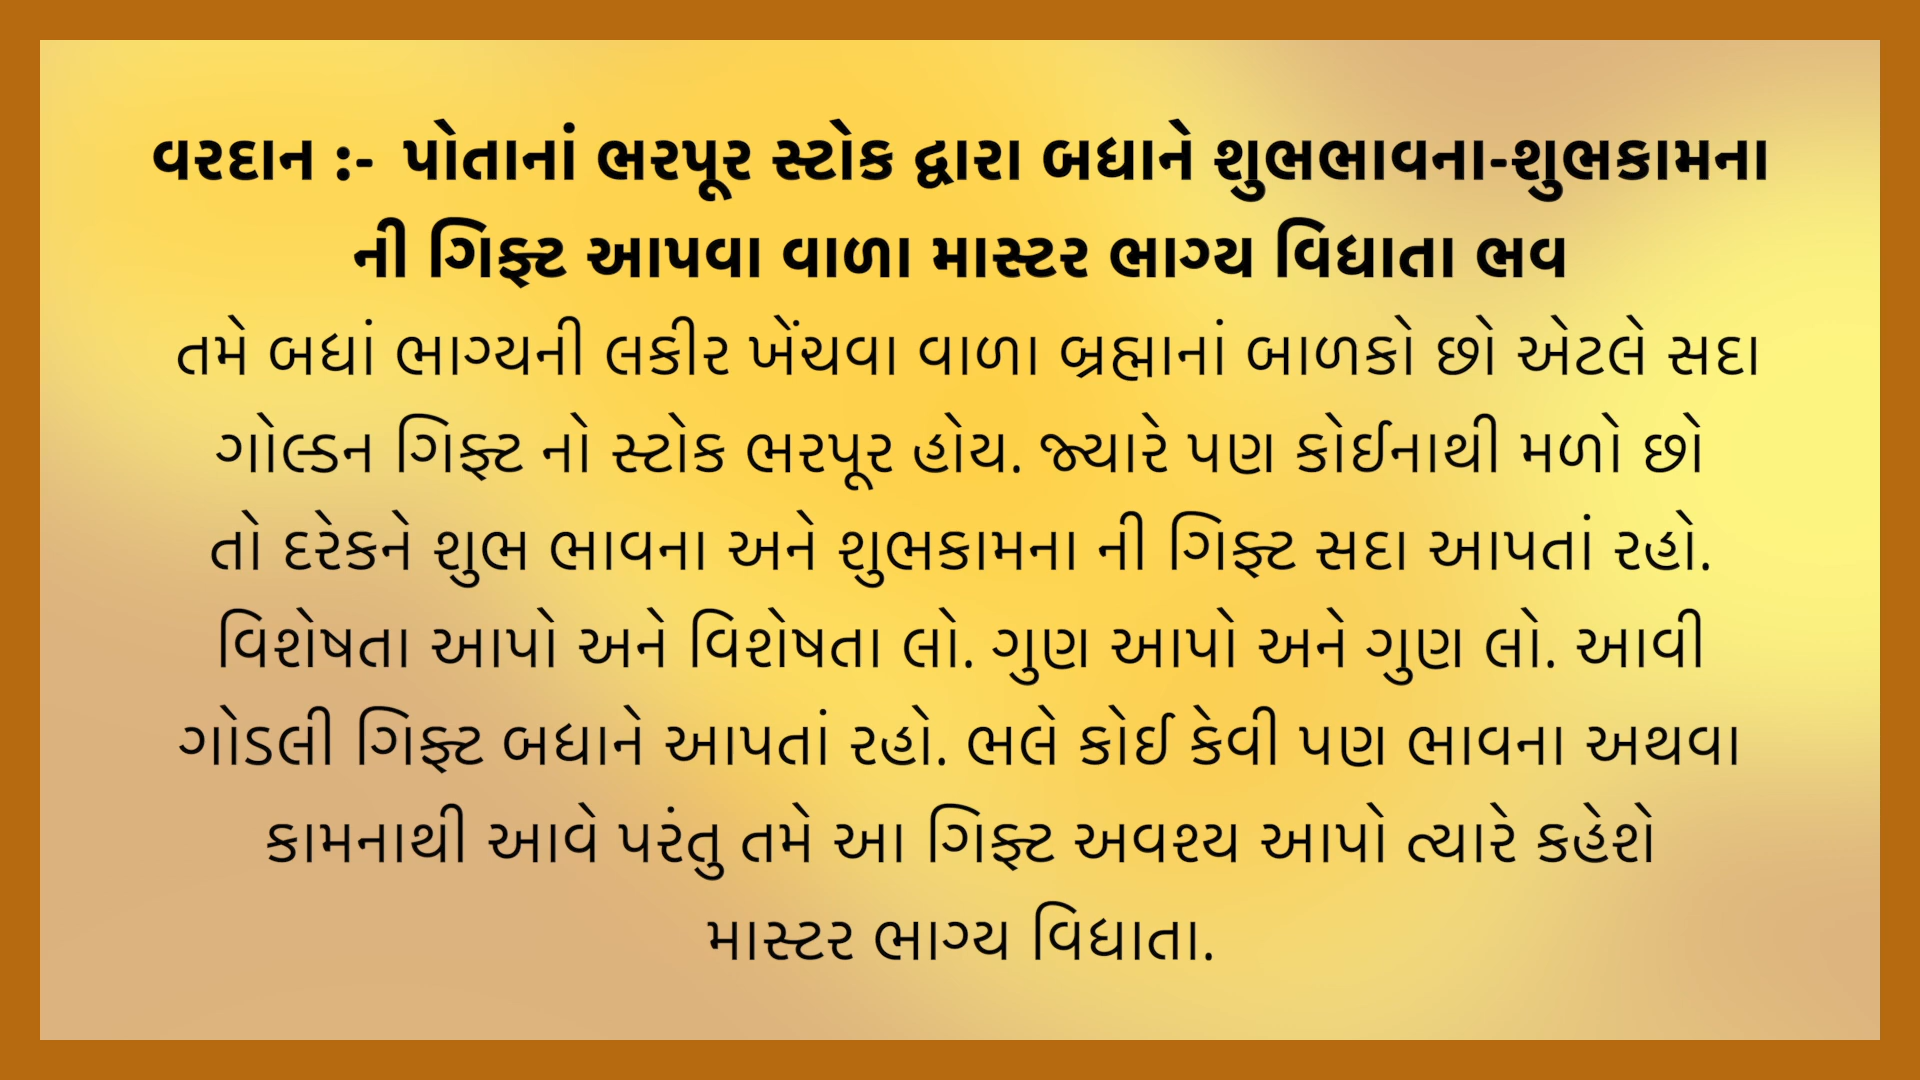 વરદાન :- પોતાનાં ભરપૂર સ્ટોક દ્વારા બધાને શુભભાવના-શુભકામના
ની ગિફ્ટ આપવા વાળા માસ્ટર ભાગ્ય વિધાતા ભવ
તમે બધાં ભાગ્યની લકીર ખેંચવા વાળા બ્રહ્માનાં બાળકો છો એટલે સદા
ગોલ્ડન ગિફ્ટ નો સ્ટોક ભરપૂર હોય. જ્યારે પણ કોઈનાથી મળો છો
તો દરેકને શુભ ભાવના અને શુભકામના ની ગિફ્ટ સદા આપતાં રહો.
વિશેષતા આપો અને વિશેષતા લો. ગુણ આપો અને ગુણ લો. આવી
ગોડલી ગિફ્ટ બધાને આપતાં રહો. ભલે કોઈ કેવી પણ ભાવના અથવા
કામનાથી આવે પરંતુ તમે આ ગિફ્ટ અવશ્ય આપો ત્યારે કહેશે
માસ્ટર ભાગ્ય વિધાતા.